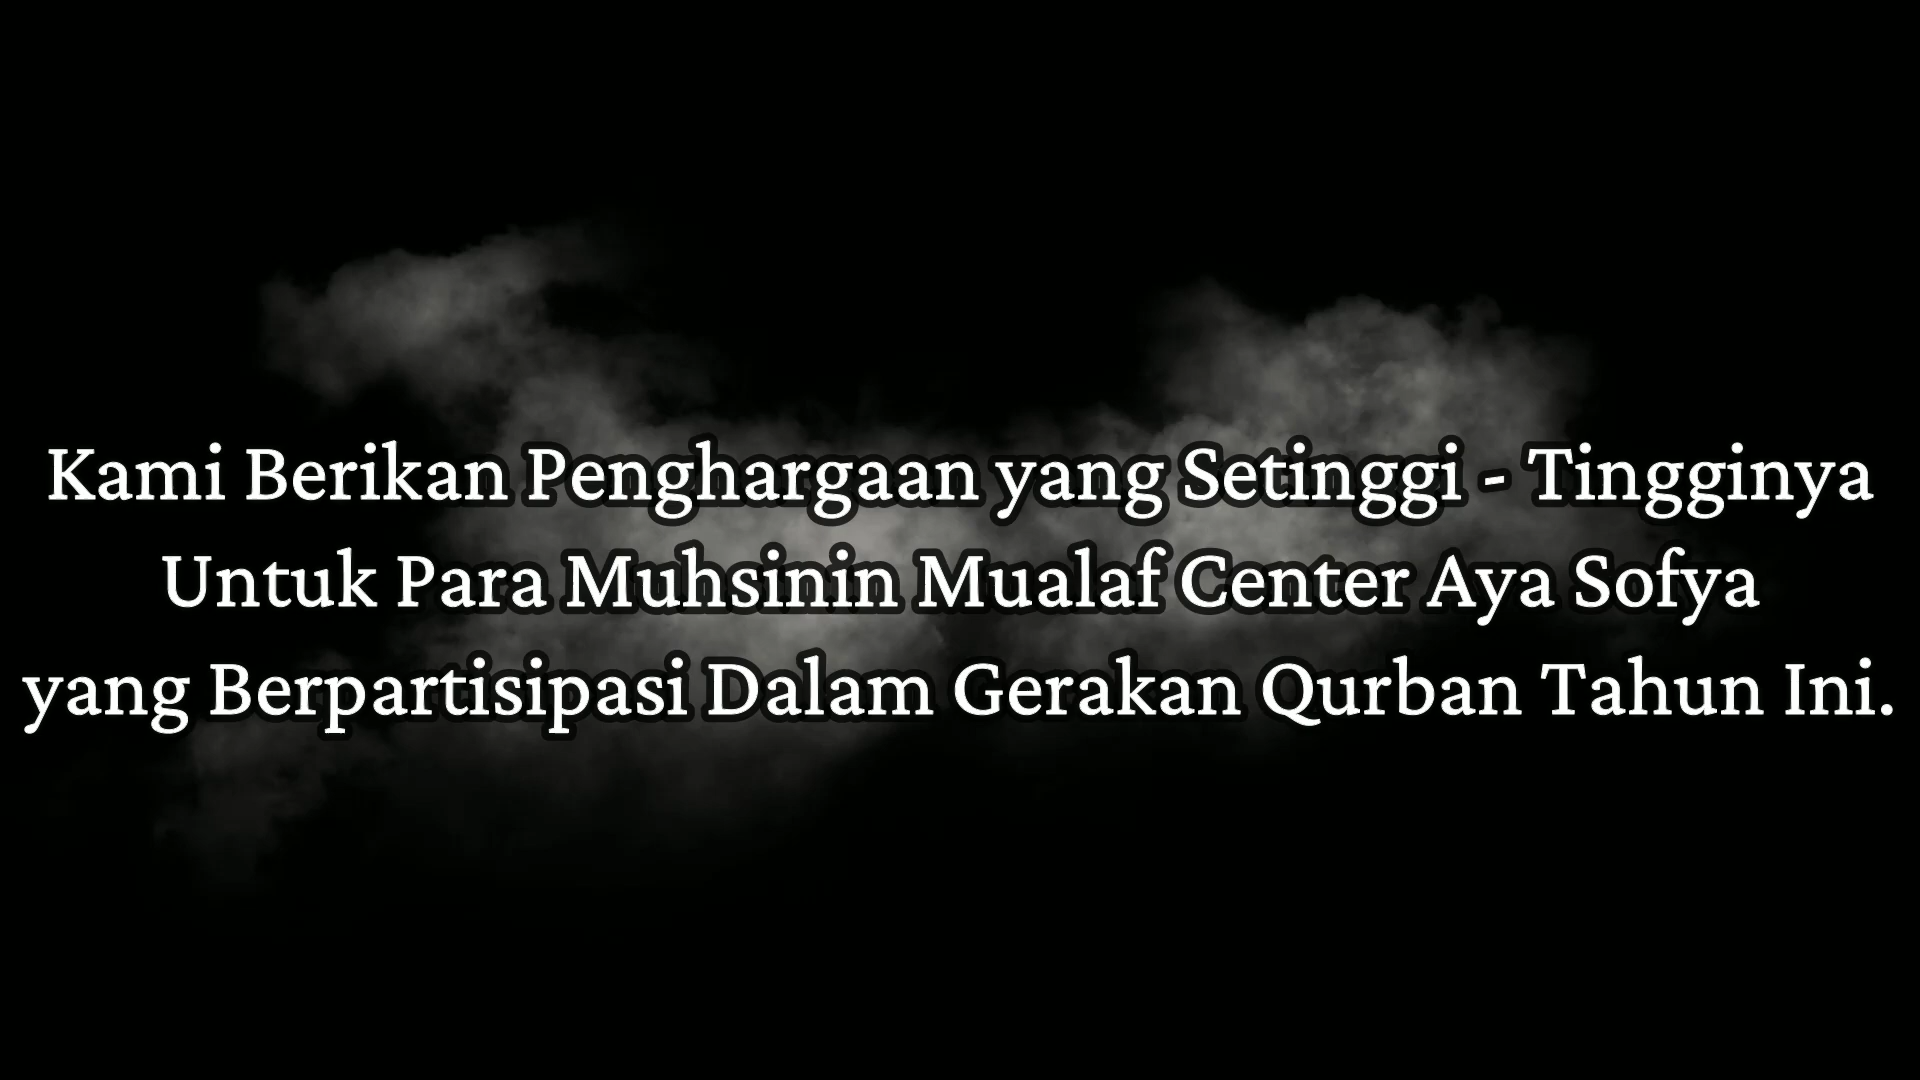 Kami Berikan Penghargaan yang Setinggi - Tingginya
Untuk Para Muhsinin Mualaf Center Aya Sofya
yang Berpartisipasi Dalam Gerakan Qurban Tahun Ini.